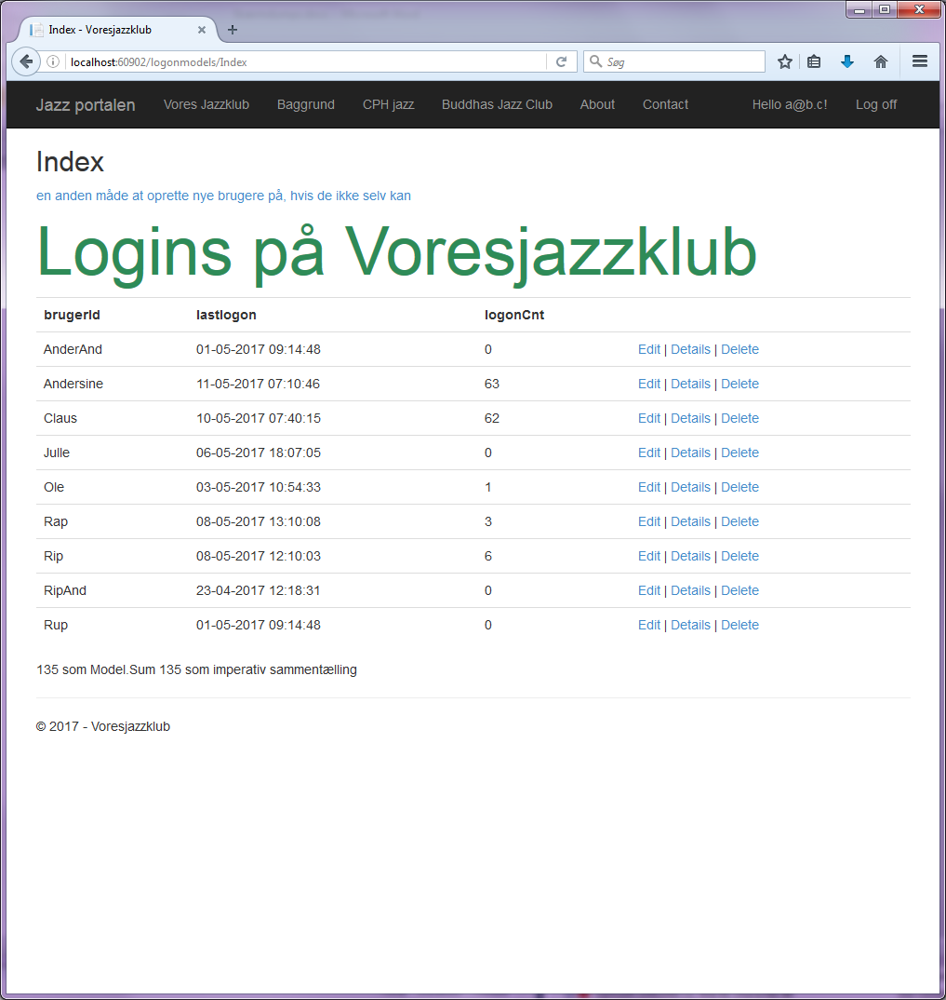 Index - Voresjazzklub
localhost:60902/logonmodels/Index
Søg
Jazz portalen Vores Jazzklub Baggrund CPH jazz Buddhas Jazz Club About Contact Hello a@b.c! Log off
Index
en anden måde at oprette nye brugere på, hvis de ikke selv kan
Logins på Voresjazzklub
brugerId lastlogon logonCnt
AnderAnd 01-05-2017 09:14:48 0 Edit | Details | Delete
Andersine 11-05-2017 07:10:46 63 Edit | Details | Delete
Claus 10-05-2017 07:40:15 62 Edit | Details | Delete
Julle 06-05-2017 18:07:05 0 Edit | Details | Delete
Ole 03-05-2017 10:54:33 1 Edit | Details | Delete
Rap 08-05-2017 13:10:08 3 Edit | Details | Delete
Rip 08-05-2017 12:10:03 6 Edit | Details | Delete
RipAnd 23-04-2017 12:18:31 0 Edit | Details | Delete
Rup 01-05-2017 09:14:48 0 Edit | Details | Delete
135 som Model.Sum 135 som imperativ sammentælling
© 2017 - Voresjazzklub